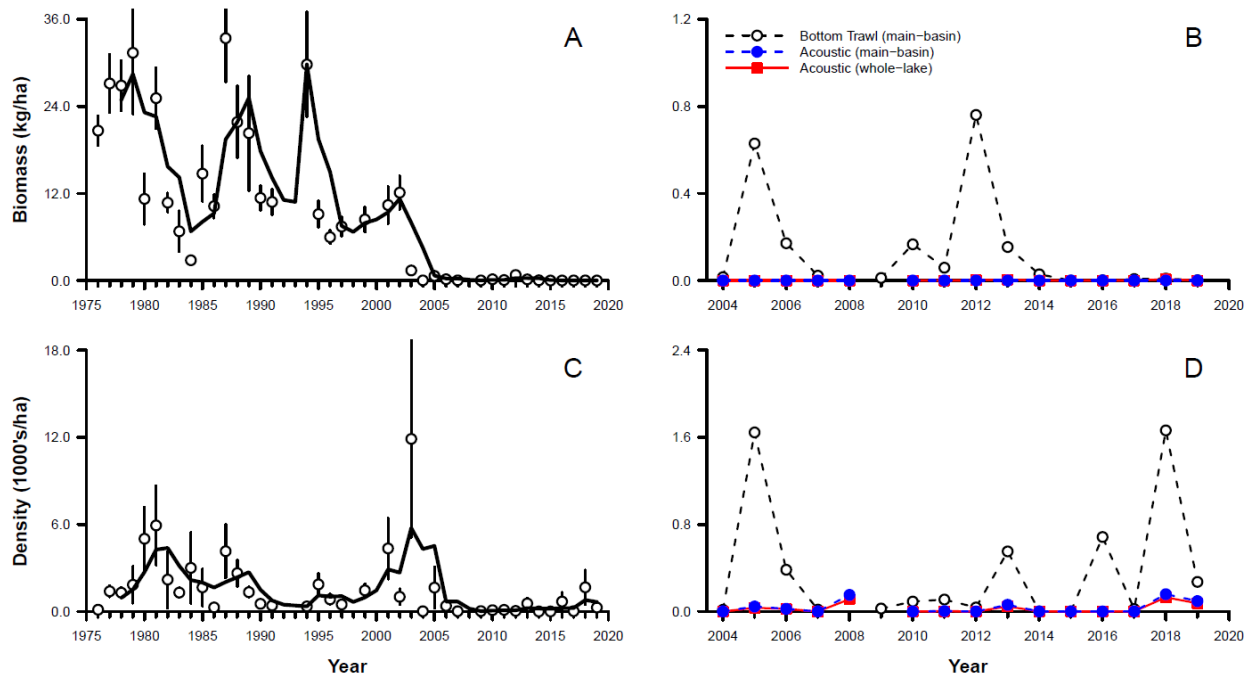 36.0
24.0
12.0
0.0
Biomass (kg/ha)
A
1975 1980 1985 1990 1995 2000 2005 2010 2015 2020
1.2
0.8
0.4
0.0
B
Bottom Trawl (main−basin)
Acoustic (main−basin)
Acoustic (whole−lake)
2004 2006 2008 2010 2012 2014 2016 2018 2020
18.0
12.0
6.0
0.0
Density (1000's/ha)
C
1975 1980 1985 1990 1995 2000 2005 2010 2015 2020
Year
2.4
1.6
0.8
0.0
D
2004 2006 2008 2010 2012 2014 2016 2018 2020
Year